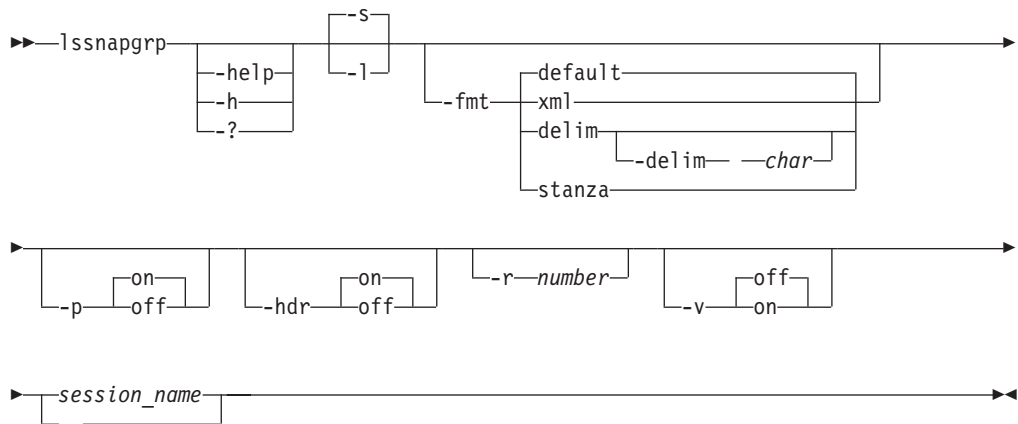 -s
lssnapgrp
-help
-h
-?
-l
-fmt
default
xml
delim
-delim char
stanza
-p
on
off
-hdr
on
off
-r number
-v
off
on
session_name